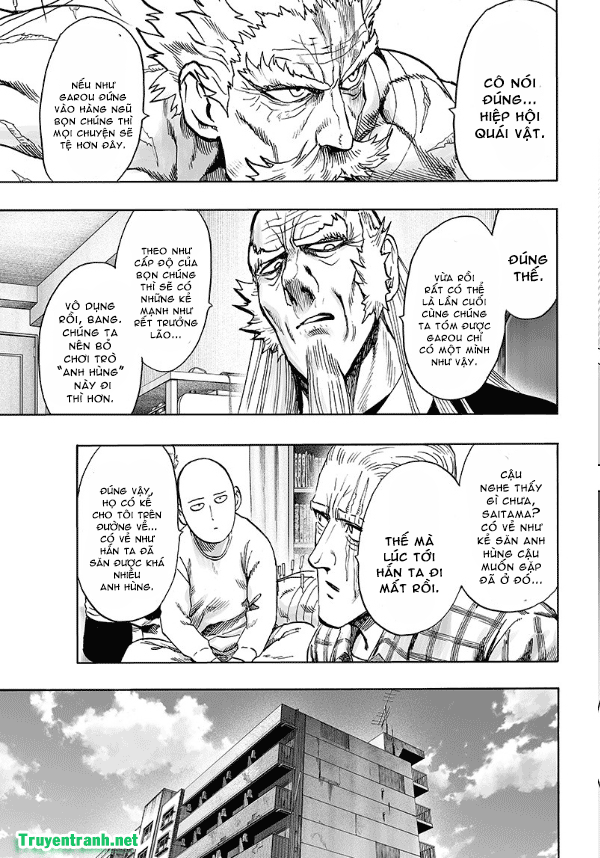 CÔ NÓI
ĐÚNG...
HIỆP HỘI
QUÁI VẬT.
NẾU NHƯ
GAROU ĐỨNG
VÀO HÀNG NGŨ
BỌN CHÚNG THÌ
MỌI CHUYỆN SẼ
TỆ HƠN ĐÂY.
ĐÚNG
THẾ.
VỪA RỒI
RẤT CÓ THỂ
LÀ LẦN CUỐI
CÙNG CHÚNG
TA TÓM ĐƯỢC
GAROU CHỈ
CÓ MỘT MÌNH
NHƯ VẬY.
THEO NHƯ
CẤP ĐỘ CỦA
BỌN CHÚNG
THÌ SẼ CÓ
NHỮNG KẺ
MẠNH NHƯ
RẾT TRƯỞNG
LÃO...
VÔ DỤNG
RỒI, BANG.
CHÚNG TA
NÊN BỎ
CHƠI TRÒ
"ANH HÙNG"
NÀY ĐI
THÌ HƠN.
CẬU
NGHE THẤY
GÌ CHƯA,
SAITAMA?
CÓ VẺ NHƯ
KẺ SĂN ANH
HÙNG CẬU
MUỐN GẶP
ĐÃ Ở ĐÓ...
THẾ MÀ
LÚC TỚI
HẮN TA ĐI
MẤT RỒI.
ĐÚNG VẬY,
HỌ CÓ KỂ
CHO TÔI TRÊN
ĐƯỜNG VỀ...
CÓ VẺ NHƯ
HẮN TA ĐÃ
SĂN ĐƯỢC KHÁ
NHIỀU
ANH HÙNG.
Truyentranh.net